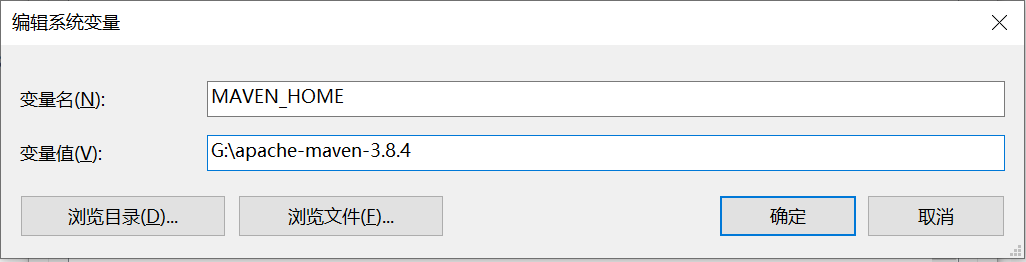 编辑系统变量
变量名(N):
MAVEN_HOME
变量值(V):
G:\apache-maven-3.8.4
浏览目录(D)...
浏览文件(F)...
确定
取消